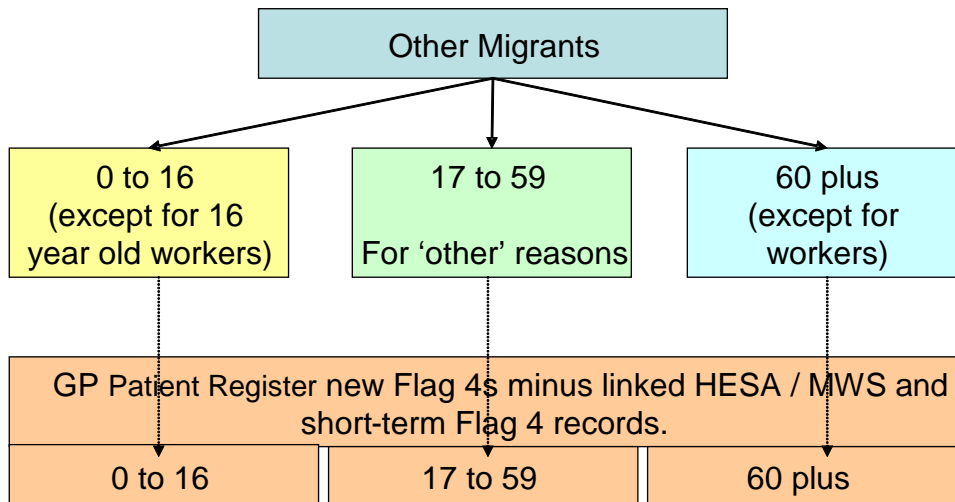 Other Migrants
0 to 16
(except for 16
year old workers)
17 to 59
For ‘other’ reasons
60 plus
(except for
workers)
GP Patient Register new Flag 4s minus linked HESA / MWS and
short-term Flag 4 records.
0 to 16
17 to 59
60 plus